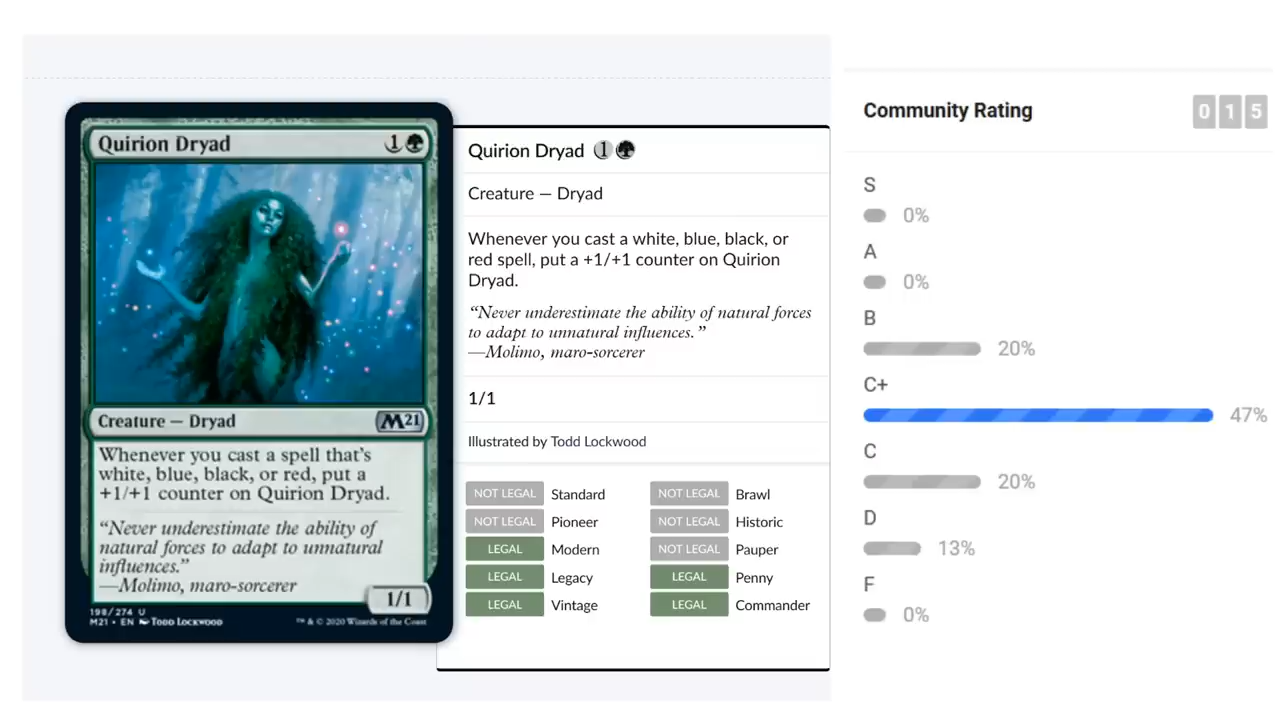 Quirion Dryad 1
Creature — Dryad
M21
Whenever you cast a spell that's
white, blue, black, or red, put a
+1/+1 counter on Quirion Dryad.
“Never underestimate the ability of
natural forces to adapt to unnatural
influences.”
—Molimo, maro-sorcerer
1/1
198/274 U
M21 • EN Todd Lockwood
™ & © 2020 Wizards of the Coast
Quirion Dryad 1
Creature — Dryad
Whenever you cast a white, blue, black, or
red spell, put a +1/+1 counter on Quirion
Dryad.
“Never underestimate the ability of natural forces
to adapt to unnatural influences.”
—Molimo, maro-sorcerer
1/1
Illustrated by Todd Lockwood
NOT LEGAL Standard NOT LEGAL Brawl
NOT LEGAL Pioneer NOT LEGAL Historic
LEGAL Modern NOT LEGAL Pauper
LEGAL Legacy LEGAL Penny
LEGAL Vintage LEGAL Commander
Community Rating 0 1 5
S
0%
A
0%
B
20%
C+
47%
C
20%
D
13%
F
0%